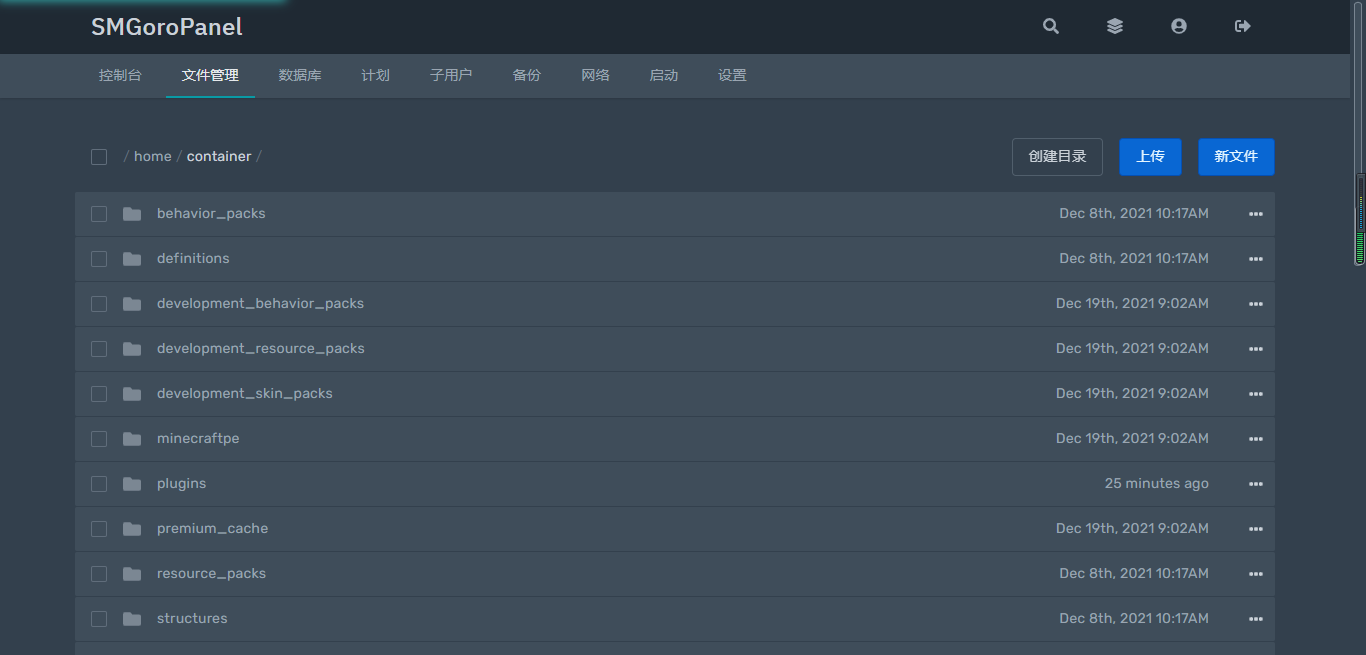 SMGoroPanel
控制台 文件管理 数据库 计划 子用户 备份 网络 启动 设置
/ home / container / 创建目录 上传 新文件
behavior_packs Dec 8th, 2021 10:17AM
definitions Dec 8th, 2021 10:17AM
development_behavior_packs Dec 19th, 2021 9:02AM
development_resource_packs Dec 19th, 2021 9:02AM
development_skin_packs Dec 19th, 2021 9:02AM
minecraftpe Dec 19th, 2021 9:02AM
plugins 25 minutes ago
premium_cache Dec 19th, 2021 9:02AM
resource_packs Dec 8th, 2021 10:17AM
structures Dec 8th, 2021 10:17AM